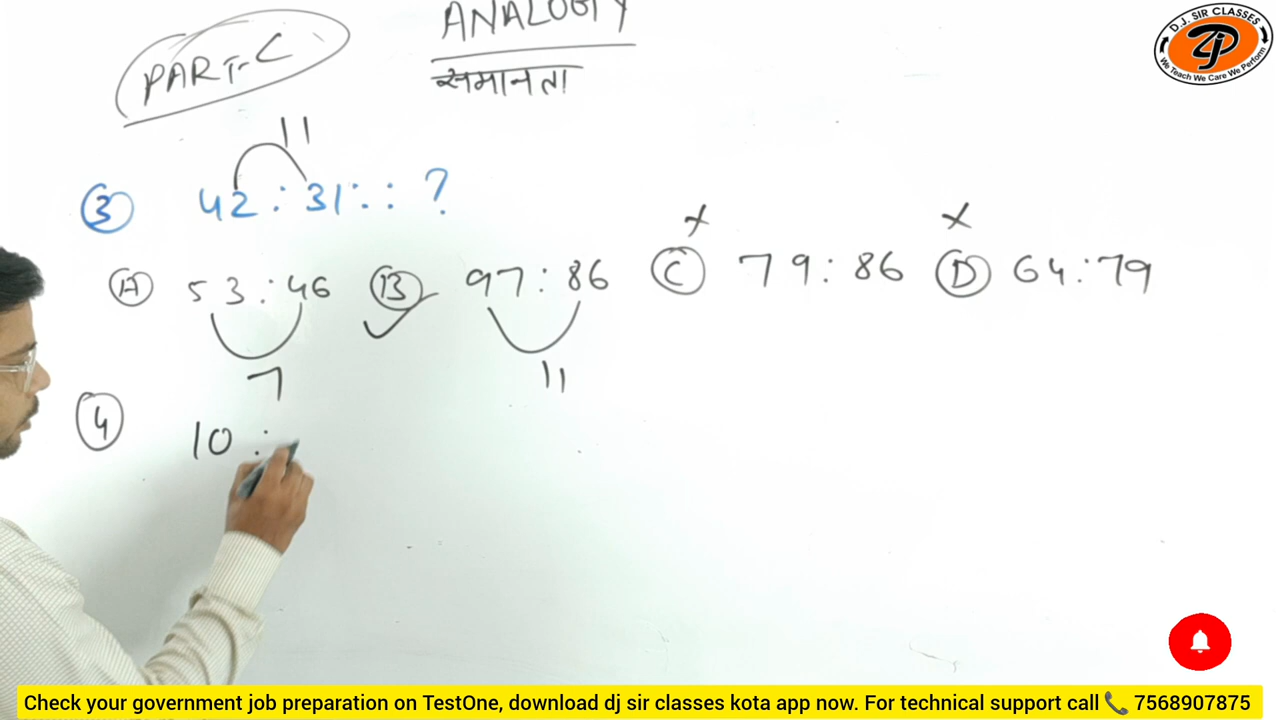 ANALOGY
समानता
PART-C
D.J. SIR CLASSES
We Teach We Care We Perform
11
3 42 : 31 : : ?
A 53 : 46 B 97 : 86 C 79 : 86 D 64 : 79
7 11
4 10 :
Check your government job preparation on TestOne, download dj sir classes kota app now. For technical support call 📞 7568907875